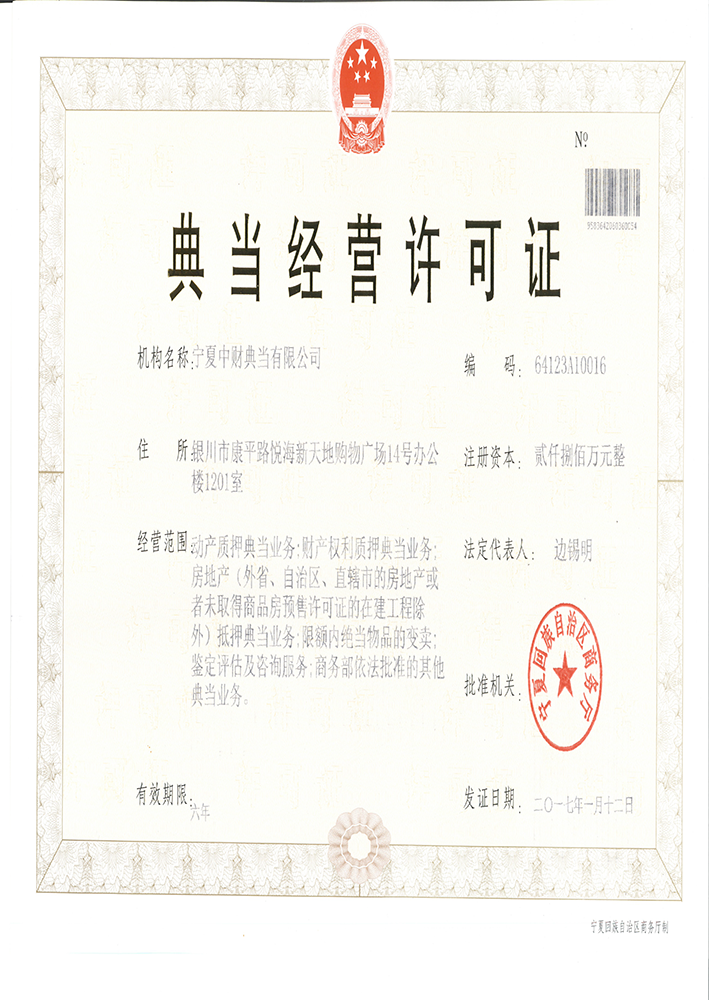 №
95836420603600C54
典当经营许可证
机构名称:宁夏中财典当有限公司
编 码: 64123A10016
住 所:银川市康平路悦海新天地购物广场14号办公
楼1201室
注册资本: 贰仟捌佰万元整
经营范围:动产质押典当业务;财产权利质押典当业务;
房地产(外省、自治区、直辖市的房地产或
者未取得商品房预售许可证的在建工程除
外)抵押典当业务;限额内绝当物品的变卖;
鉴定评估及咨询服务;商务部依法批准的其他
典当业务。
法定代表人: 边锡明
批准机关:
宁夏回族自治区商务厅
有效期限:六年
发证日期: 二〇一七年一月十二日
宁夏回族自治区商务厅制